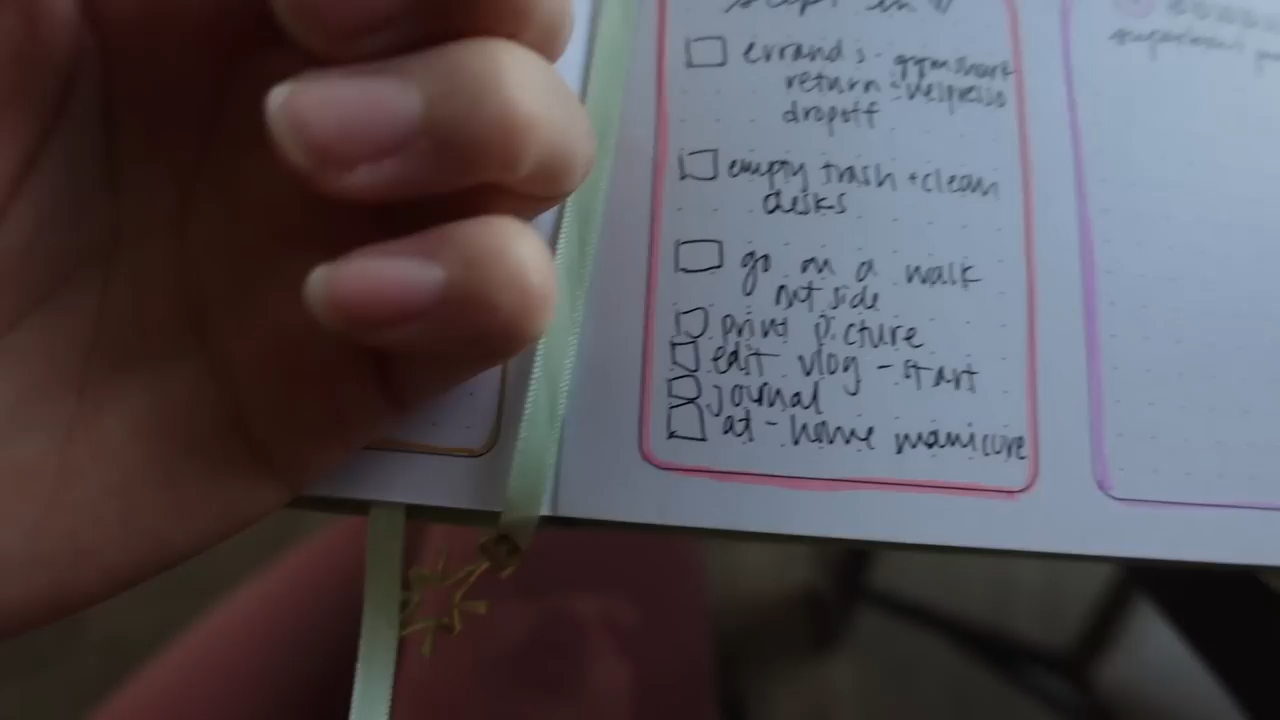 errands - gymshark
return - nespresso
dropoff
empty trash + clean
desks
go on a walk
outside
print picture
edit vlog - start
journal
at-home manicure